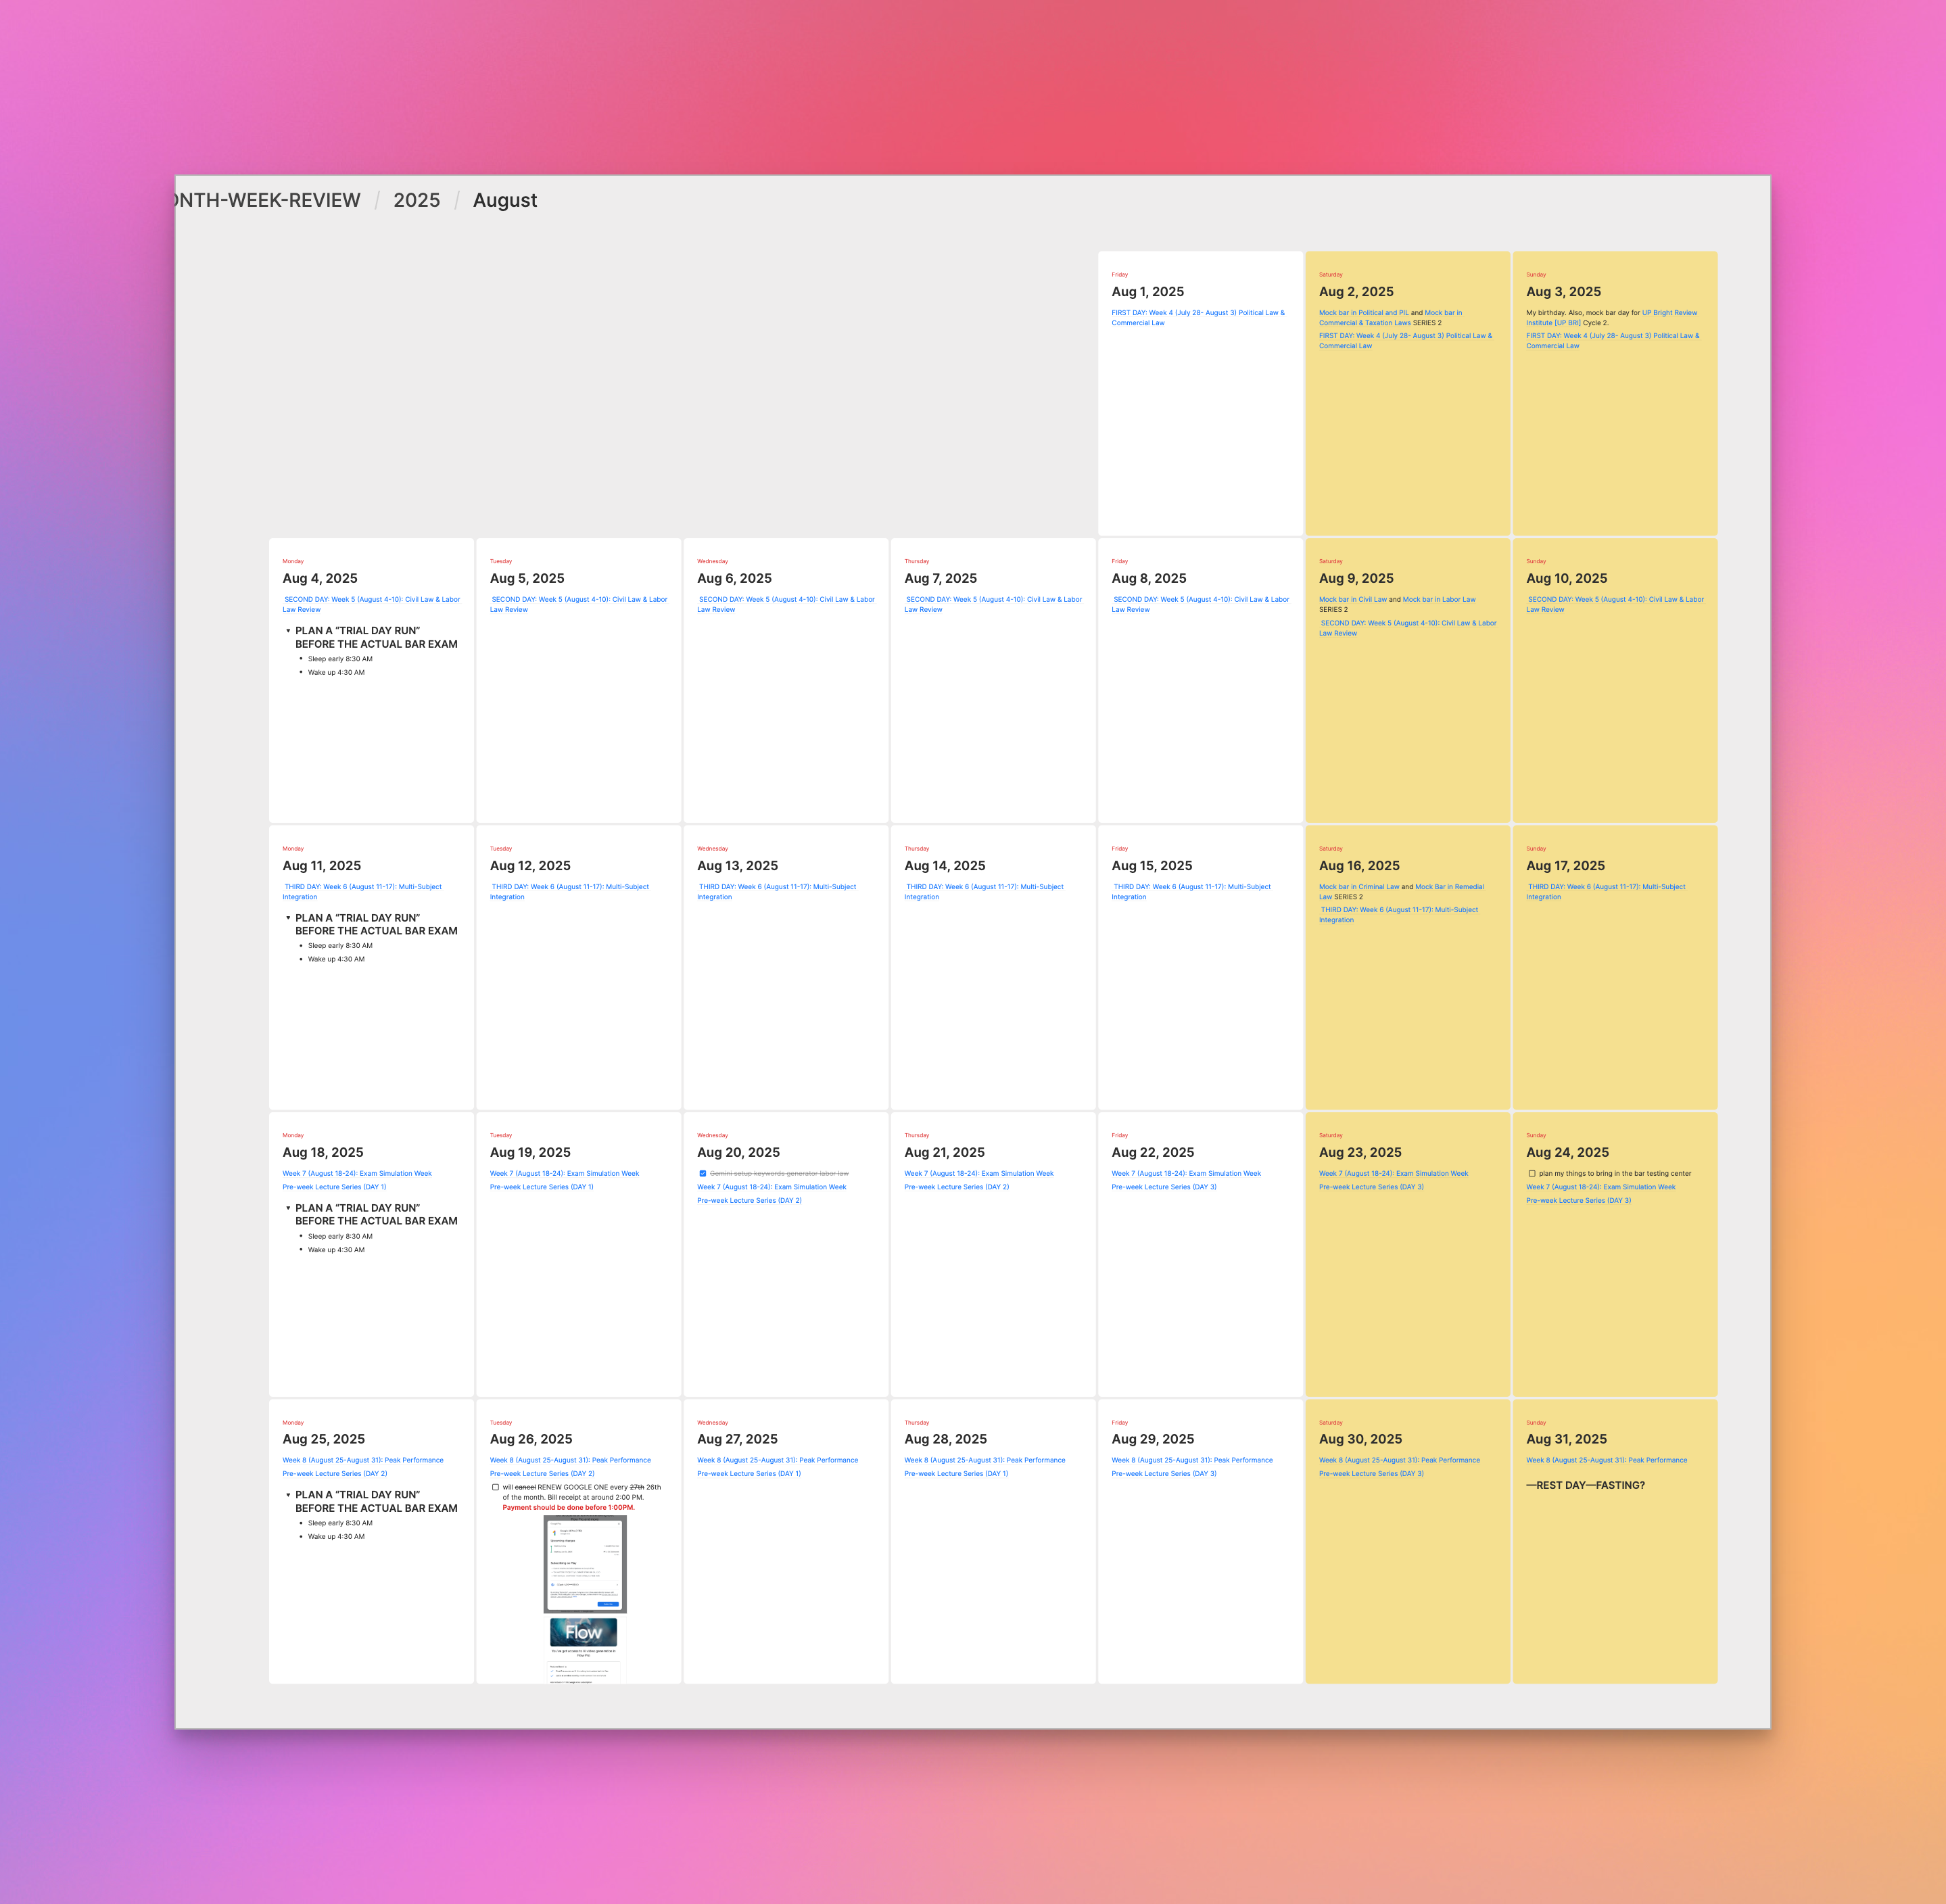 ONTH-WEEK-REVIEW / 2025 / August
Friday
Aug 1, 2025
FIRST DAY: Week 4 (July 28- August 3) Political Law &
Commercial Law
Saturday
Aug 2, 2025
Mock bar in Political and PIL and Mock bar in
Commercial & Taxation Laws SERIES 2
FIRST DAY: Week 4 (July 28- August 3) Political Law &
Commercial Law
Sunday
Aug 3, 2025
My birthday. Also, mock bar day for UP Bright Review
Institute [UP BRI] Cycle 2.
FIRST DAY: Week 4 (July 28- August 3) Political Law &
Commercial Law
Monday
Aug 4, 2025
SECOND DAY: Week 5 (August 4-10): Civil Law & Labor
Law Review
PLAN A "TRIAL DAY RUN"
BEFORE THE ACTUAL BAR EXAM
Sleep early 8:30 AM
Wake up 4:30 AM
Tuesday
Aug 5, 2025
SECOND DAY: Week 5 (August 4-10): Civil Law & Labor
Law Review
Wednesday
Aug 6, 2025
SECOND DAY: Week 5 (August 4-10): Civil Law & Labor
Law Review
Thursday
Aug 7, 2025
SECOND DAY: Week 5 (August 4-10): Civil Law & Labor
Law Review
Friday
Aug 8, 2025
SECOND DAY: Week 5 (August 4-10): Civil Law & Labor
Law Review
Saturday
Aug 9, 2025
Mock bar in Civil Law and Mock bar in Labor Law
SERIES 2
SECOND DAY: Week 5 (August 4-10): Civil Law & Labor
Law Review
Sunday
Aug 10, 2025
SECOND DAY: Week 5 (August 4-10): Civil Law & Labor
Law Review
Monday
Aug 11, 2025
THIRD DAY: Week 6 (August 11-17): Multi-Subject
Integration
PLAN A "TRIAL DAY RUN"
BEFORE THE ACTUAL BAR EXAM
Sleep early 8:30 AM
Wake up 4:30 AM
Tuesday
Aug 12, 2025
THIRD DAY: Week 6 (August 11-17): Multi-Subject
Integration
Wednesday
Aug 13, 2025
THIRD DAY: Week 6 (August 11-17): Multi-Subject
Integration
Thursday
Aug 14, 2025
THIRD DAY: Week 6 (August 11-17): Multi-Subject
Integration
Friday
Aug 15, 2025
THIRD DAY: Week 6 (August 11-17): Multi-Subject
Integration
Saturday
Aug 16, 2025
Mock bar in Criminal Law and Mock Bar in Remedial
Law SERIES 2
THIRD DAY: Week 6 (August 11-17): Multi-Subject
Integration
Sunday
Aug 17, 2025
THIRD DAY: Week 6 (August 11-17): Multi-Subject
Integration
Monday
Aug 18, 2025
Week 7 (August 18-24): Exam Simulation Week
Pre-week Lecture Series (DAY 1)
PLAN A "TRIAL DAY RUN"
BEFORE THE ACTUAL BAR EXAM
Sleep early 8:30 AM
Wake up 4:30 AM
Tuesday
Aug 19, 2025
Week 7 (August 18-24): Exam Simulation Week
Pre-week Lecture Series (DAY 1)
Wednesday
Aug 20, 2025
Gemini setup keywords generator labor law
Week 7 (August 18-24): Exam Simulation Week
Pre-week Lecture Series (DAY 2)
Thursday
Aug 21, 2025
Week 7 (August 18-24): Exam Simulation Week
Pre-week Lecture Series (DAY 2)
Friday
Aug 22, 2025
Week 7 (August 18-24): Exam Simulation Week
Pre-week Lecture Series (DAY 3)
Saturday
Aug 23, 2025
Week 7 (August 18-24): Exam Simulation Week
Pre-week Lecture Series (DAY 3)
Sunday
Aug 24, 2025
plan my things to bring in the bar testing center
Week 7 (August 18-24): Exam Simulation Week
Pre-week Lecture Series (DAY 3)
Monday
Aug 25, 2025
Week 8 (August 25-August 31): Peak Performance
Pre-week Lecture Series (DAY 2)
PLAN A "TRIAL DAY RUN"
BEFORE THE ACTUAL BAR EXAM
Sleep early 8:30 AM
Wake up 4:30 AM
Tuesday
Aug 26, 2025
Week 8 (August 25-August 31): Peak Performance
Pre-week Lecture Series (DAY 2)
will cancel RENEW GOOGLE ONE every 27th 26th
of the month. Bill receipt at around 2:00 PM.
Payment should be done before 1:00PM.
Flow
Wednesday
Aug 27, 2025
Week 8 (August 25-August 31): Peak Performance
Pre-week Lecture Series (DAY 1)
Thursday
Aug 28, 2025
Week 8 (August 25-August 31): Peak Performance
Pre-week Lecture Series (DAY 1)
Friday
Aug 29, 2025
Week 8 (August 25-August 31): Peak Performance
Pre-week Lecture Series (DAY 3)
Saturday
Aug 30, 2025
Week 8 (August 25-August 31): Peak Performance
Pre-week Lecture Series (DAY 3)
Sunday
Aug 31, 2025
Week 8 (August 25-August 31): Peak Performance
—REST DAY—FASTING?